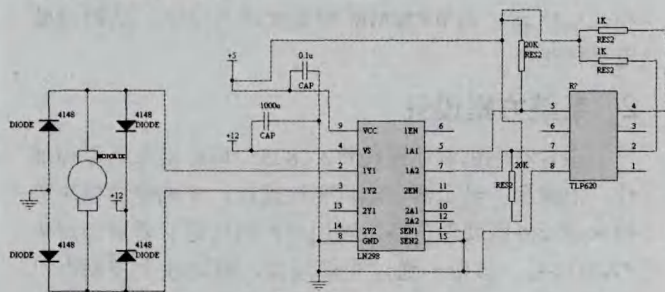 1K
RES2
1K
RES2
20K
RES2
+5
0.1u
CAP
1000u
CAP
+12
R?
5
6
7
8
4
3
2
1
TLP620
4148
DIODE
4148
DIODE
+12
4148
DIODE
4148
DIODE
9 VCC 1EN 6
4 VS 1A1 5
2 1Y1 1A2 7
3 1Y2 2EN 11
13 2Y1 2A1 10
2A2 12
14 2Y2 SEN1 1
8 GND SEN2 15
LN298
20K
RES2